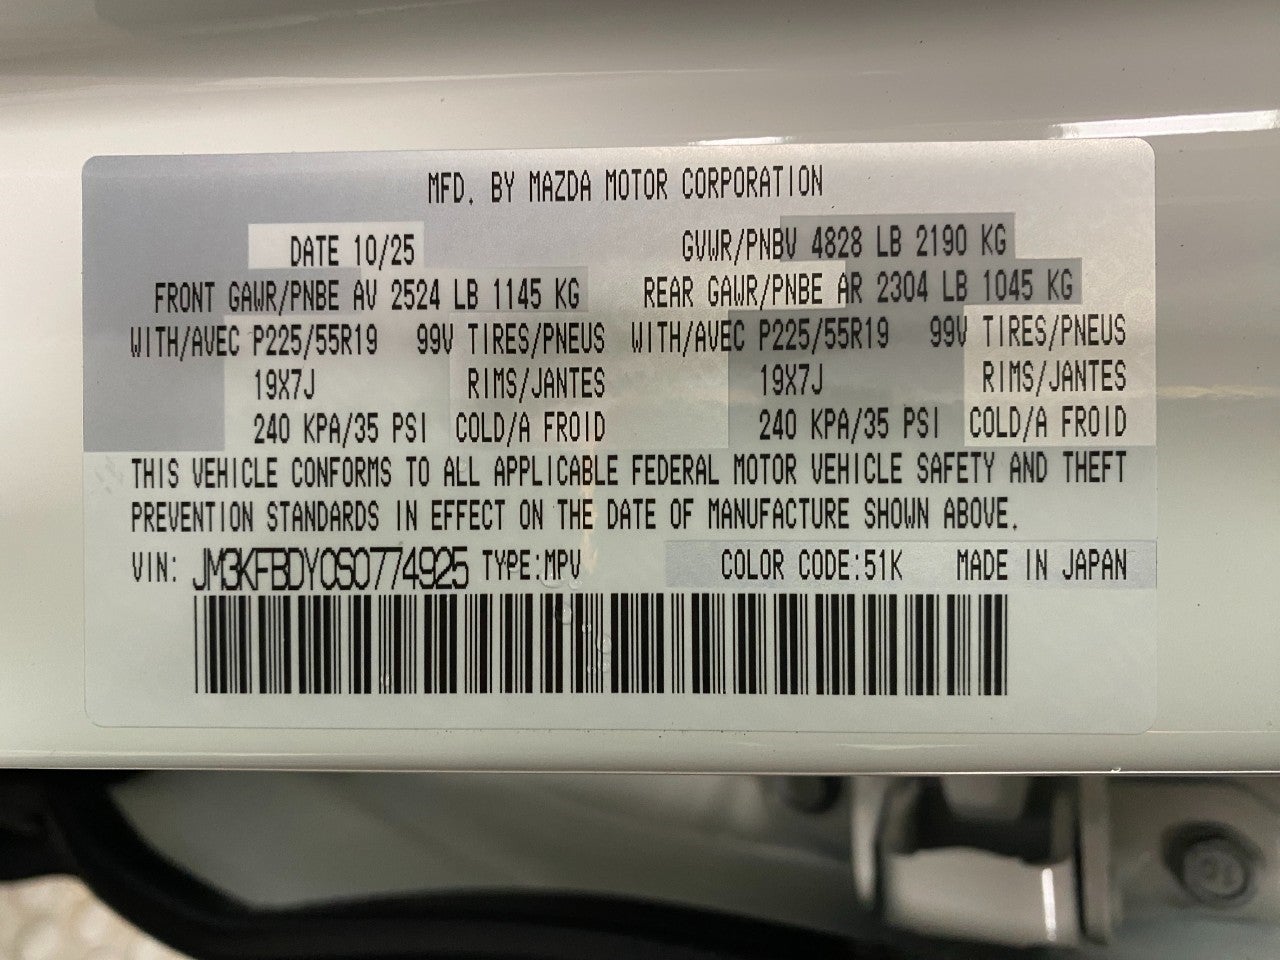 MFD. BY MAZDA MOTOR CORPORATION
DATE 10/25 GVWR/PNBV 4828 LB 2190 KG
FRONT GAWR/PNBE AV 2524 LB 1145 KG REAR GAWR/PNBE AR 2304 LB 1045 KG
WITH/AVEC P225/55R19 99V TIRES/PNEUS WITH/AVEC P225/55R19 99V TIRES/PNEUS
19X7J RIMS/JANTES 19X7J RIMS/JANTES
240 KPA/35 PSI COLD/A FROID 240 KPA/35 PSI COLD/A FROID
THIS VEHICLE CONFORMS TO ALL APPLICABLE FEDERAL MOTOR VEHICLE SAFETY AND THEFT
PREVENTION STANDARDS IN EFFECT ON THE DATE OF MANUFACTURE SHOWN ABOVE.
VIN: JM3KFBDY0S0774925 TYPE:MPV COLOR CODE:51K MADE IN JAPAN